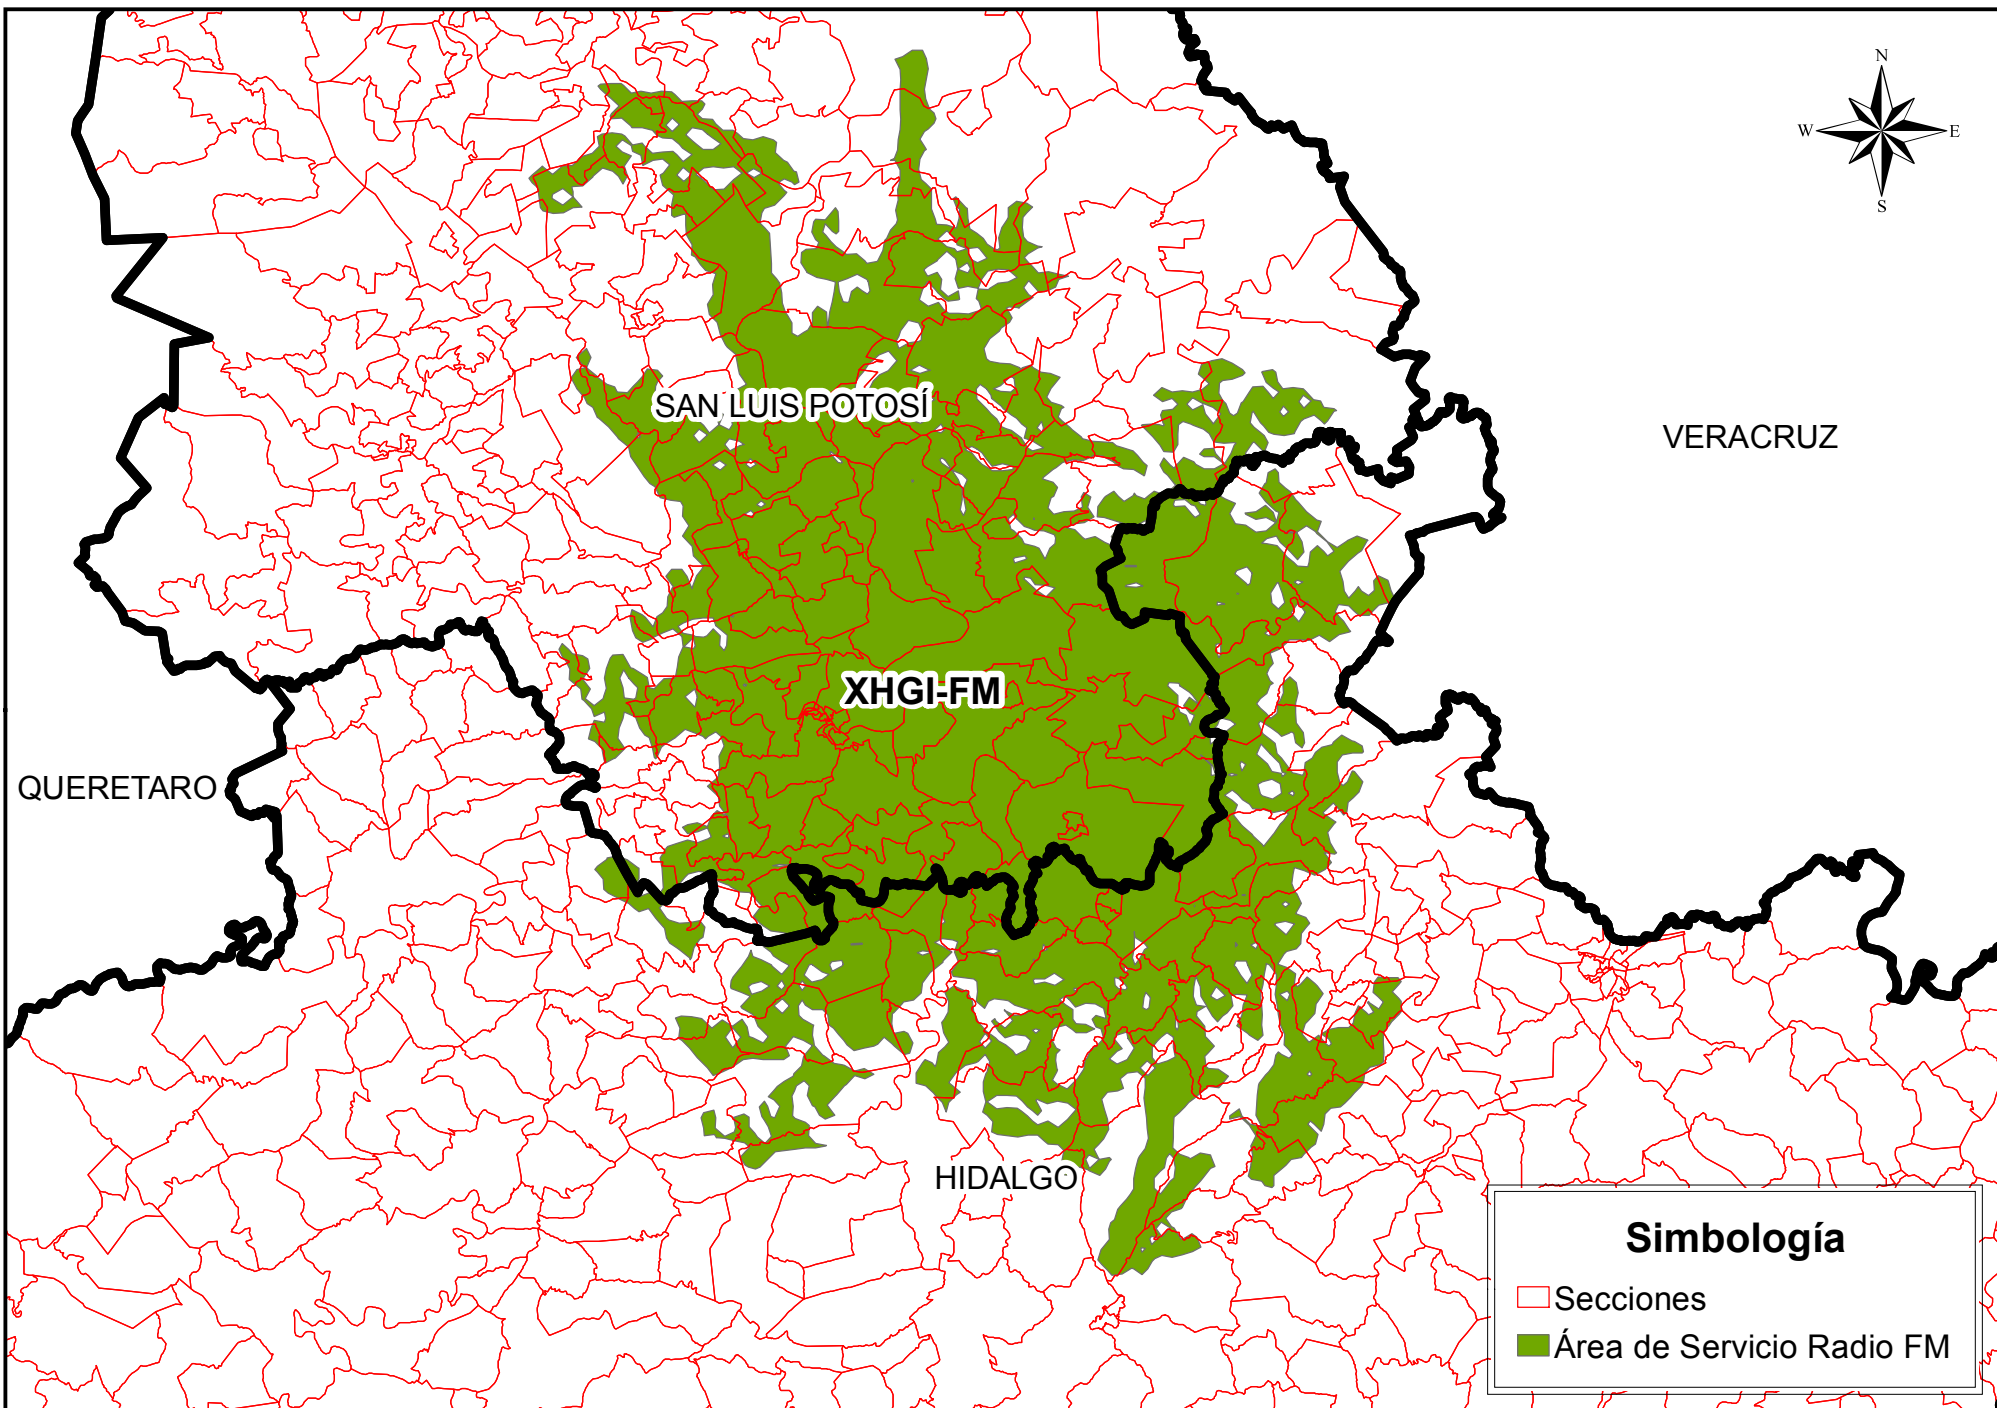 N
W E
S
SAN LUIS POTOSÍ
VERACRUZ
XHGI-FM
QUERETARO
HIDALGO
Simbología
Secciones
Área de Servicio Radio FM